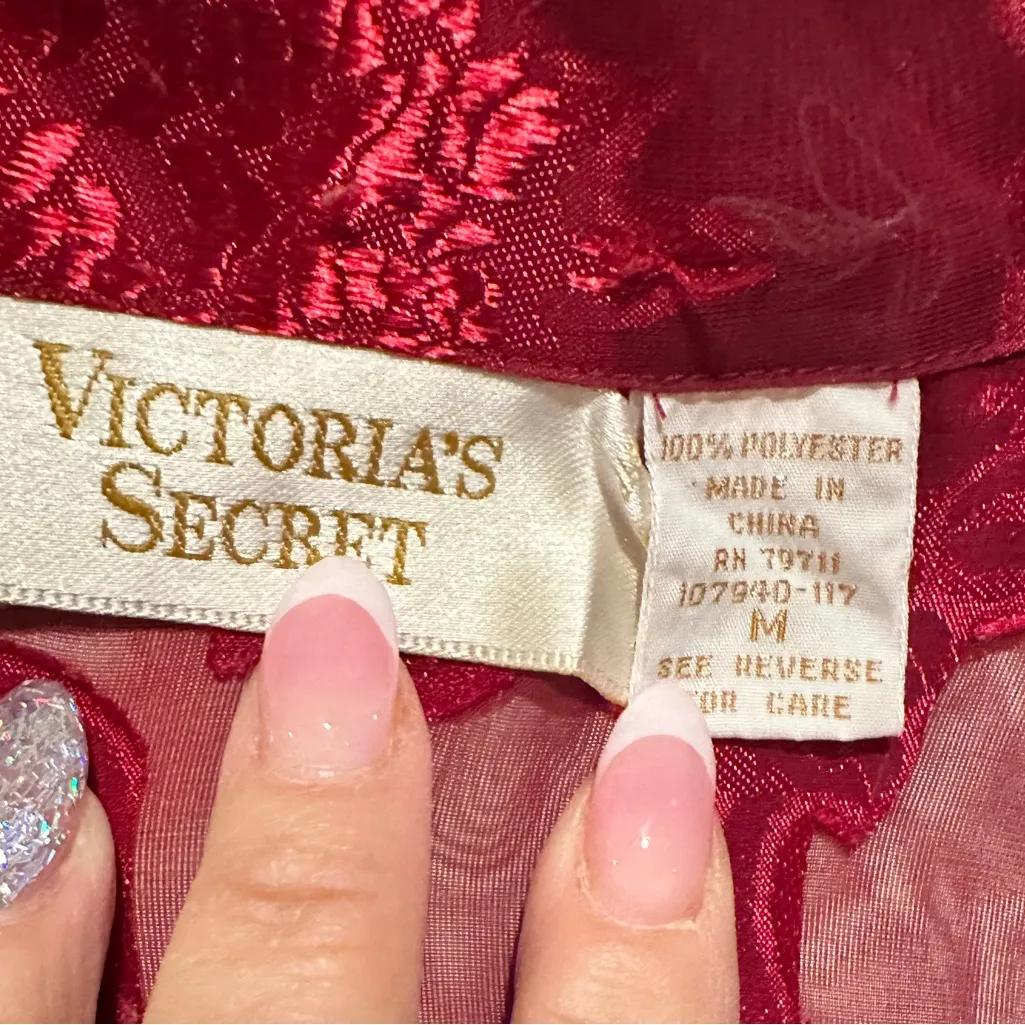 VICTORIA'S
SECRET
100% POLYESTER
MADE IN
CHINA
RN 79711
107940-117
M
SEE REVERSE
FOR CARE